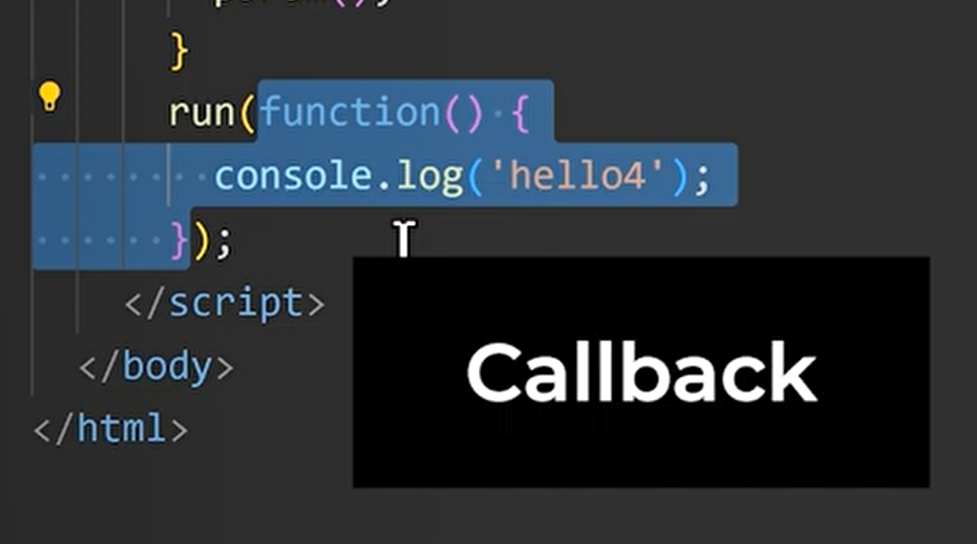 }
run(function() {
console.log('hello4');
});
</script>
</body>
</html>
Callback